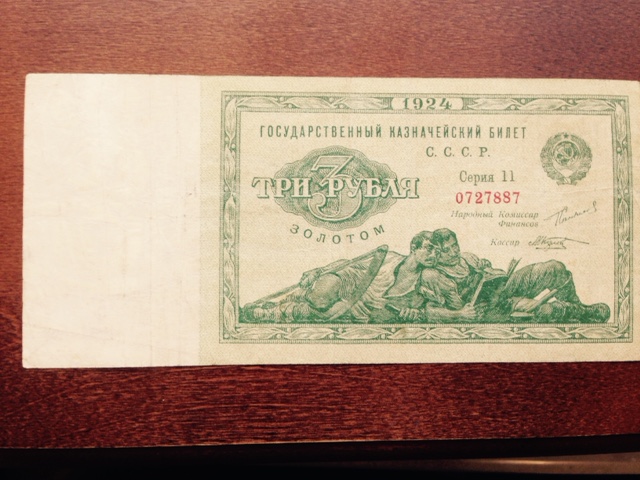 1924
ГОСУДАРСТВЕННЫЙ КАЗНАЧЕЙСКИЙ БИЛЕТ
С. С. С. Р.
Серия 11
0727887
3
ТРИ РУБЛЯ
ЗОЛОТОМ
Народный Комиссар
Финансов
Кассир